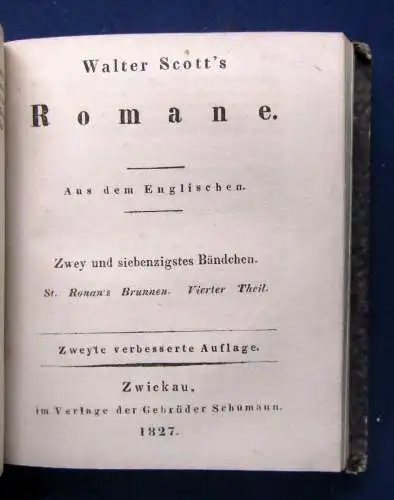 Walter Scott's
Romane.
Aus dem Englischen.
Zwey und siebenzigstes Bändchen.
St. Ronan's Brunnen. Vierter Theil.
Zweyte verbesserte Auflage.
Zwickau,
im Verlage der Gebrüder Schumann.
1827.